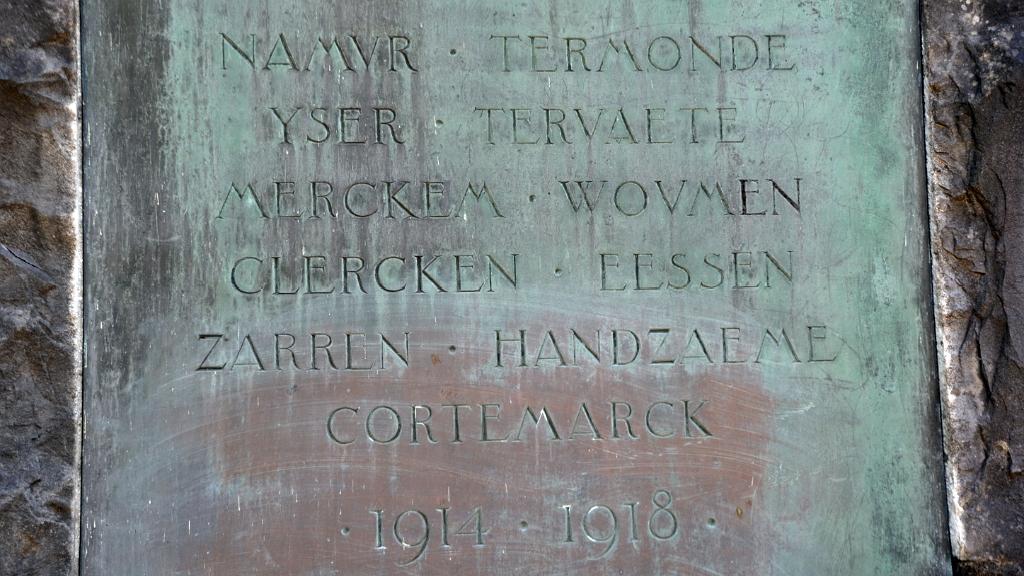 NAMVR · TERMONDE
YSER · TERVAETE
MERCKEM · WOVMEN
CLERCKEN · EESSEN
ZARREN · HANDZAEME
CORTEMARCK
· 1914 · 1918 ·